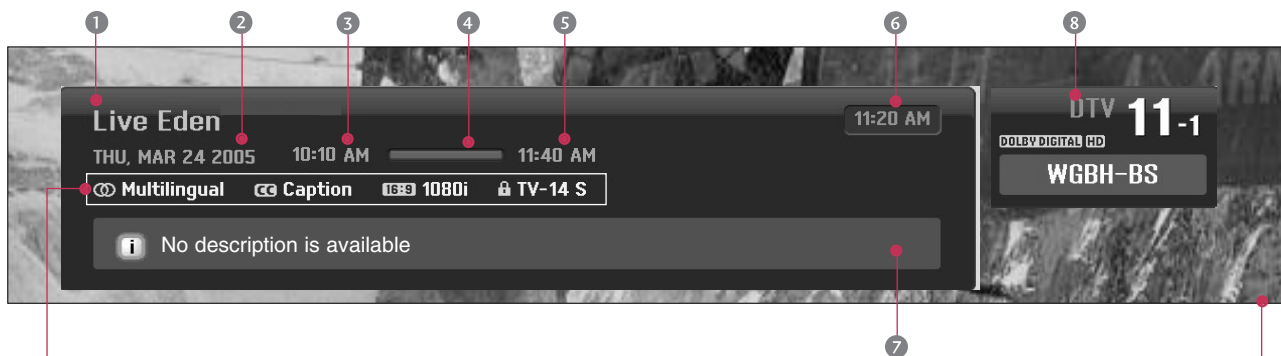 1 2 3 4 5 6 8
Live Eden 11:20 AM DTV 11-1
THU, MAR 24 2005 10:10 AM 11:40 AM DOLBY DIGITAL HD
Multilingual CC Caption 16:9 1080i TV-14 S WGBH-BS
i No description is available
7